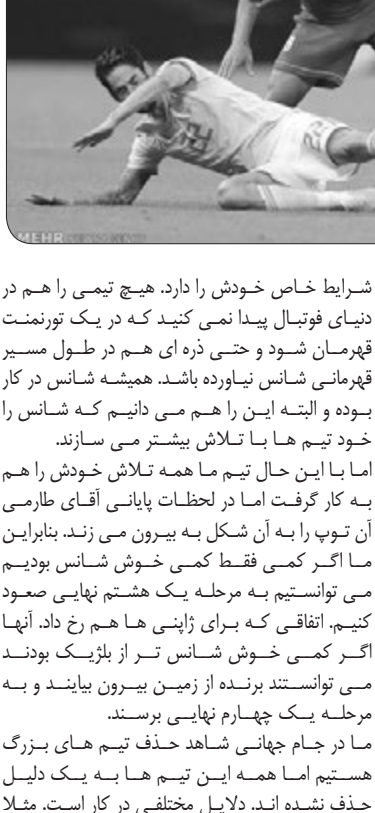 22
MEHR
شرایط خاص خودش را دارد. هیچ تیمی را هم در
دنیای فوتبال پیدا نمی کنید که در یک تورنمنت
قهرمان شود و حتی ذره ای هم در طول مسیر
قهرمانی شانس نیاورده باشد. همیشه شانس در کار
بوده و البته این را هم می دانیم که شانس را
خود تیم ها با تلاش بیشتر می سازند.
اما با این حال تیم ما همه تلاش خودش را هم
به کار گرفت اما در لحظات پایانی آقای طارمی
آن توپ را به آن شکل به بیرون می زند. بنابراین
ما اگر کمی فقط کمی خوش شانس بودیم
می توانستیم به مرحله یک هشتم نهایی صعود
کنیم. اتفاقی که برای ژاپنی ها هم رخ داد. آنها
اگر کمی خوش شانس تر از بلژیک بودند
می توانستند برنده از زمین بیرون بیایند و به
مرحله یک چهارم نهایی برسند.
ما در جام جهانی شاهد حذف تیم های بزرگ
هستیم اما همه این تیم ها به یک دلیل
حذف نشده اند. دلایل مختلفی در کار است. مثلا